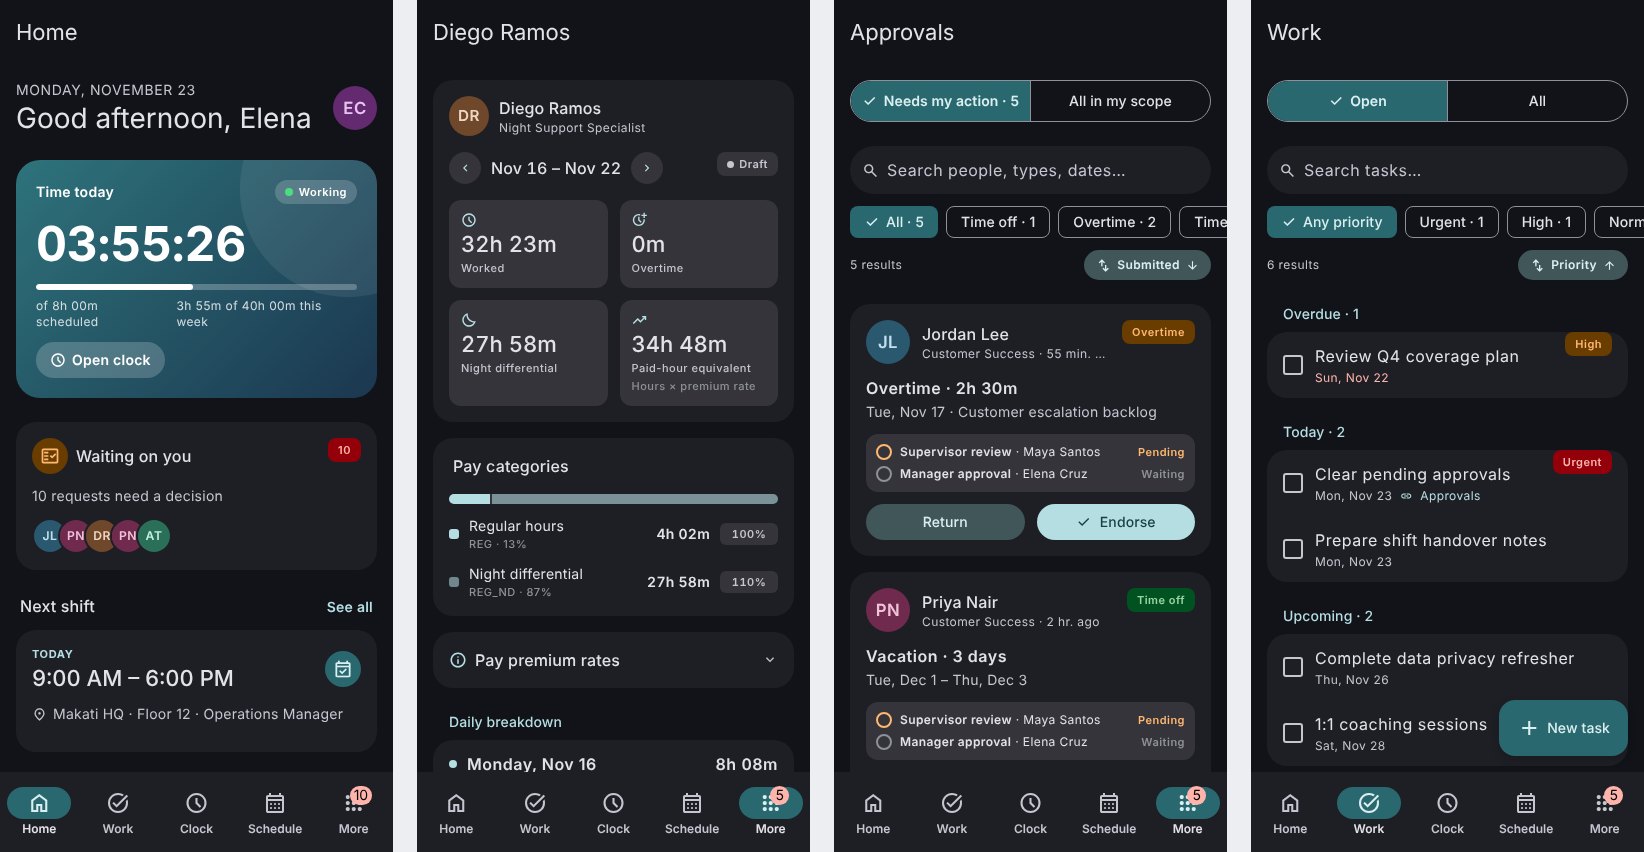 Home
MONDAY, NOVEMBER 23
Good afternoon, Elena
EC
Time today
Working
03:55:26
of 8h 00m scheduled
3h 55m of 40h 00m this week
Open clock
Waiting on you
10
10 requests need a decision
JL PN DR PN AT
Next shift
See all
TODAY
9:00 AM – 6:00 PM
Makati HQ · Floor 12 · Operations Manager
10
Home Work Clock Schedule More
Diego Ramos
DR
Diego Ramos
Night Support Specialist
Nov 16 – Nov 22
Draft
32h 23m
Worked
0m
Overtime
27h 58m
Night differential
34h 48m
Paid-hour equivalent
Hours × premium rate
Pay categories
Regular hours
REG · 13%
4h 02m
100%
Night differential
REG_ND · 87%
27h 58m
110%
Pay premium rates
Daily breakdown
Monday, Nov 16
8h 08m
5
Home Work Clock Schedule More
Approvals
Needs my action · 5
All in my scope
Search people, types, dates...
All · 5
Time off · 1
Overtime · 2
Time
5 results
Submitted
JL
Jordan Lee
Customer Success · 55 min. ...
Overtime
Overtime · 2h 30m
Tue, Nov 17 · Customer escalation backlog
Supervisor review · Maya Santos
Pending
Manager approval · Elena Cruz
Waiting
Return
Endorse
PN
Priya Nair
Customer Success · 2 hr. ago
Time off
Vacation · 3 days
Tue, Dec 1 – Thu, Dec 3
Supervisor review · Maya Santos
Pending
Manager approval · Elena Cruz
Waiting
5
Home Work Clock Schedule More
Work
Open
All
Search tasks...
Any priority
Urgent · 1
High · 1
Norm
6 results
Priority
Overdue · 1
High
Review Q4 coverage plan
Sun, Nov 22
Today · 2
Urgent
Clear pending approvals
Mon, Nov 23
Approvals
Prepare shift handover notes
Mon, Nov 23
Upcoming · 2
Complete data privacy refresher
Thu, Nov 26
1:1 coaching sessions
Sat, Nov 28
New task
5
Home Work Clock Schedule More